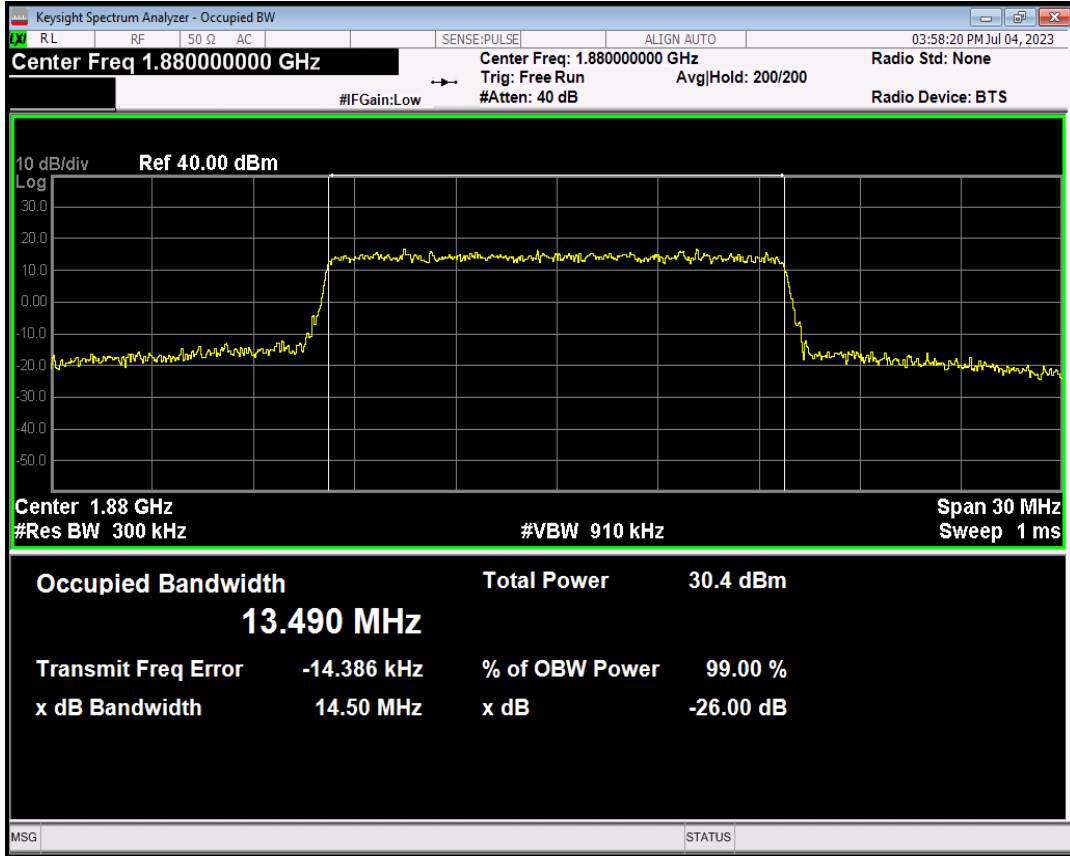 Keysight Spectrum Analyzer - Occupied BW
LXI RL RF 50 Ω AC SENSE:PULSE ALIGN AUTO 03:58:20 PM Jul 04, 2023
Center Freq 1.880000000 GHz
Center Freq: 1.880000000 GHz
Radio Std: None
Trig: Free Run Avg|Hold: 200/200
#IFGain:Low #Atten: 40 dB Radio Device: BTS
10 dB/div Ref 40.00 dBm
Log
30.0
20.0
10.0
0.00
-10.0
-20.0
-30.0
-40.0
-50.0
Center 1.88 GHz Span 30 MHz
#Res BW 300 kHz #VBW 910 kHz Sweep 1 ms
Occupied Bandwidth Total Power 30.4 dBm
13.490 MHz
Transmit Freq Error -14.386 kHz % of OBW Power 99.00 %
x dB Bandwidth 14.50 MHz x dB -26.00 dB
MSG STATUS